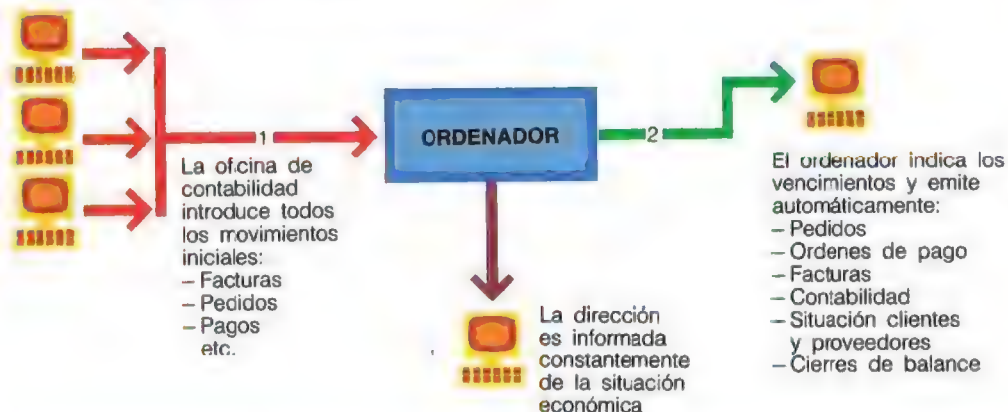 1
La oficina de
contabilidad
introduce todos
los movimientos
iniciales:
– Facturas
– Pedidos
– Pagos
etc.
ORDENADOR
2
El ordenador indica los
vencimientos y emite
automáticamente:
– Pedidos
– Ordenes de pago
– Facturas
– Contabilidad
– Situación clientes
y proveedores
– Cierres de balance
La dirección
es informada
constantemente
de la situación
económica